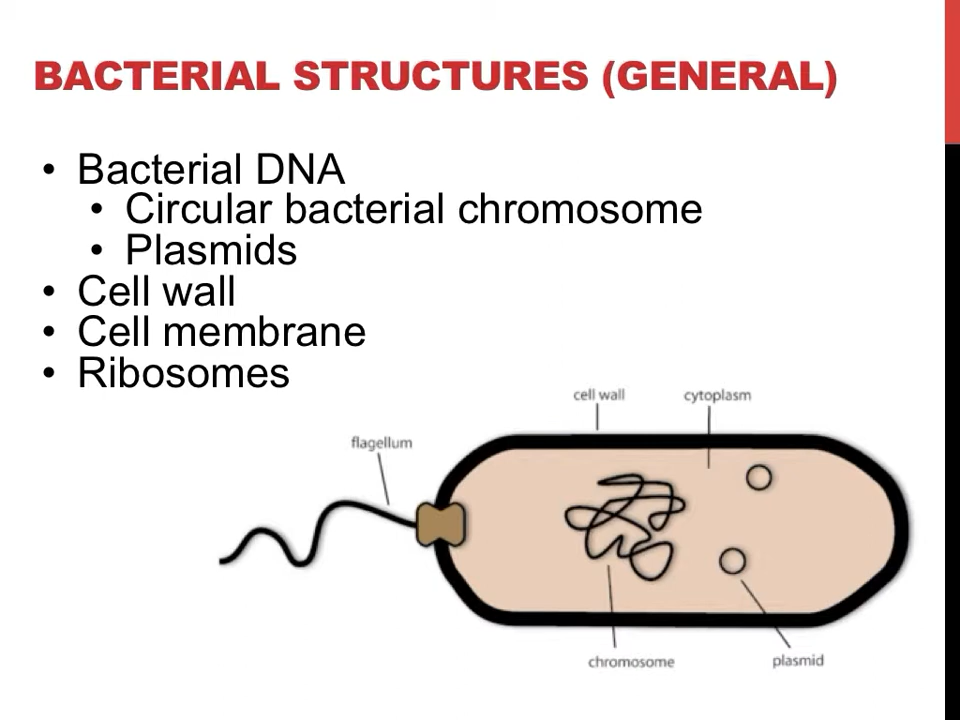 BACTERIAL STRUCTURES (GENERAL)
• Bacterial DNA
• Circular bacterial chromosome
• Plasmids
• Cell wall
• Cell membrane
• Ribosomes
cell wall
cytoplasm
flagellum
chromosome
plasmid